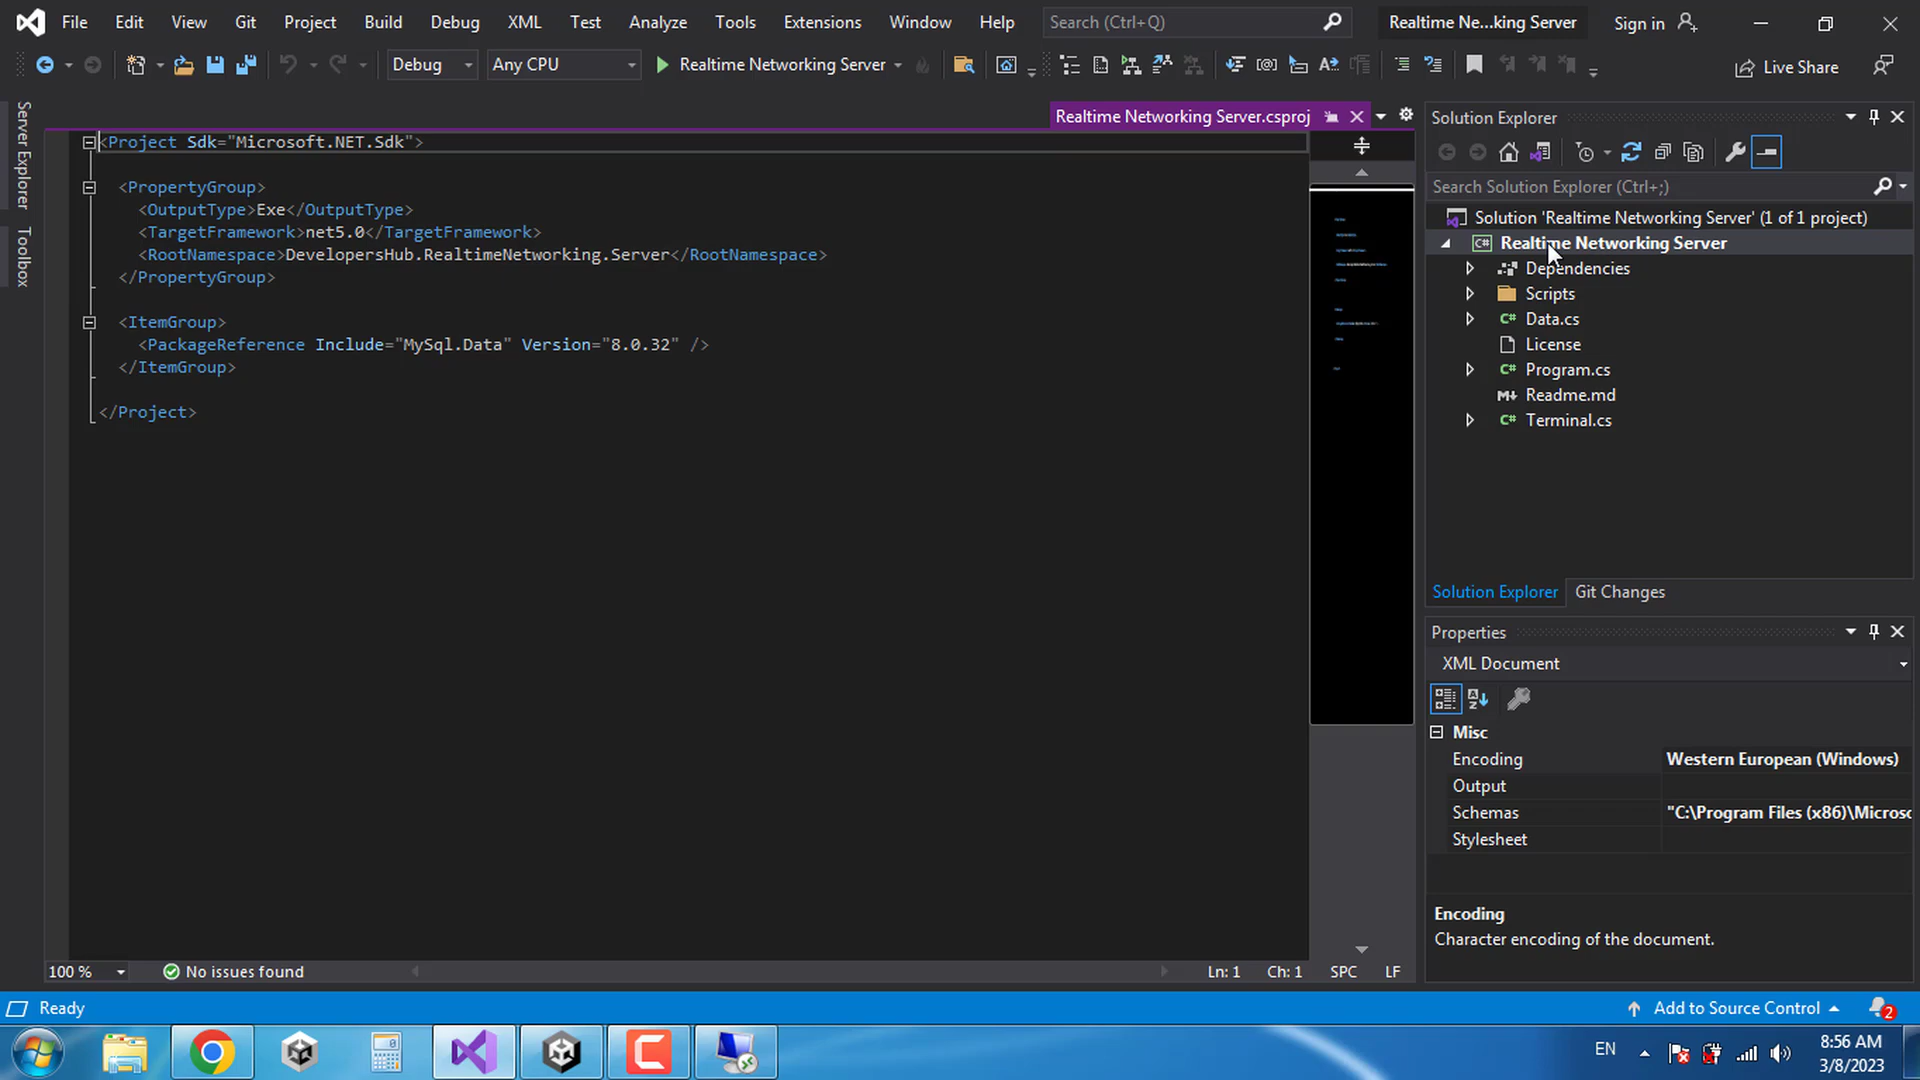 File Edit View Git Project Build Debug XML Test Analyze Tools Extensions Window Help Search (Ctrl+Q) Realtime Ne...king Server Sign in
Debug Any CPU Realtime Networking Server Live Share
Server Explorer
Toolbox
Realtime Networking Server.csproj
<Project Sdk="Microsoft.NET.Sdk">
<PropertyGroup>
<OutputType>Exe</OutputType>
<TargetFramework>net5.0</TargetFramework>
<RootNamespace>DevelopersHub.RealtimeNetworking.Server</RootNamespace>
</PropertyGroup>
<ItemGroup>
<PackageReference Include="MySql.Data" Version="8.0.32" />
</ItemGroup>
</Project>
100 % No issues found Ln: 1 Ch: 1 SPC LF
Solution Explorer
Search Solution Explorer (Ctrl+;)
Solution 'Realtime Networking Server' (1 of 1 project)
C# Realtime Networking Server
Dependencies
Scripts
C# Data.cs
License
C# Program.cs
Readme.md
C# Terminal.cs
Solution Explorer Git Changes
Properties
XML Document
Misc
Encoding Western European (Windows)
Output
Schemas "C:\Program Files (x86)\Microso
Stylesheet
Encoding
Character encoding of the document.
Ready Add to Source Control 2
EN 8:56 AM
3/8/2023